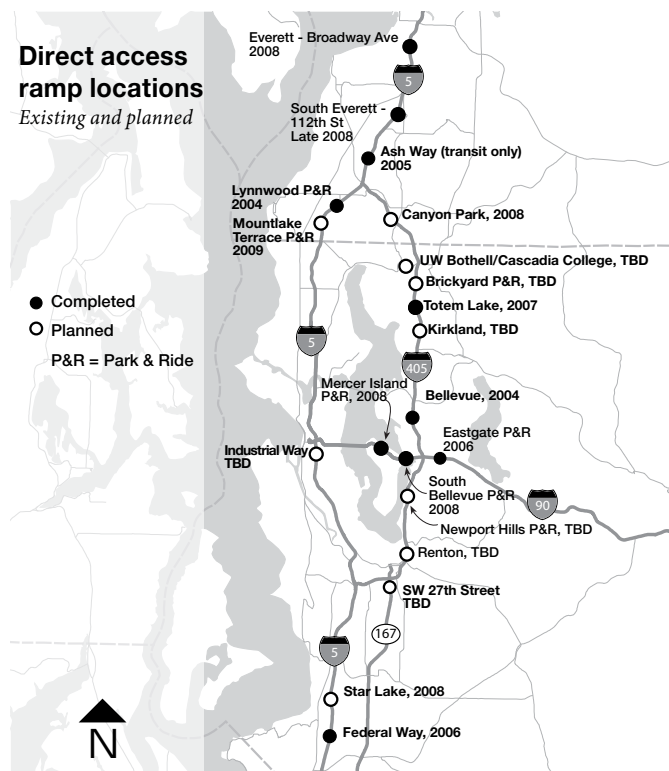 Direct access
ramp locations
Existing and planned
Completed
Planned
P&R = Park & Ride
Everett - Broadway Ave
2008
5
South Everett -
112th St
Late 2008
Ash Way (transit only)
2005
Lynnwood P&R
2004
Mountlake
Terrace P&R
2009
Canyon Park, 2008
UW Bothell/Cascadia College, TBD
Brickyard P&R, TBD
Totem Lake, 2007
Kirkland, TBD
5
405
Mercer Island
P&R, 2008
Bellevue, 2004
Eastgate P&R
2006
Industrial Way
TBD
South
Bellevue P&R
2008
90
Newport Hills P&R, TBD
Renton, TBD
SW 27th Street
TBD
167
5
Star Lake, 2008
Federal Way, 2006
N